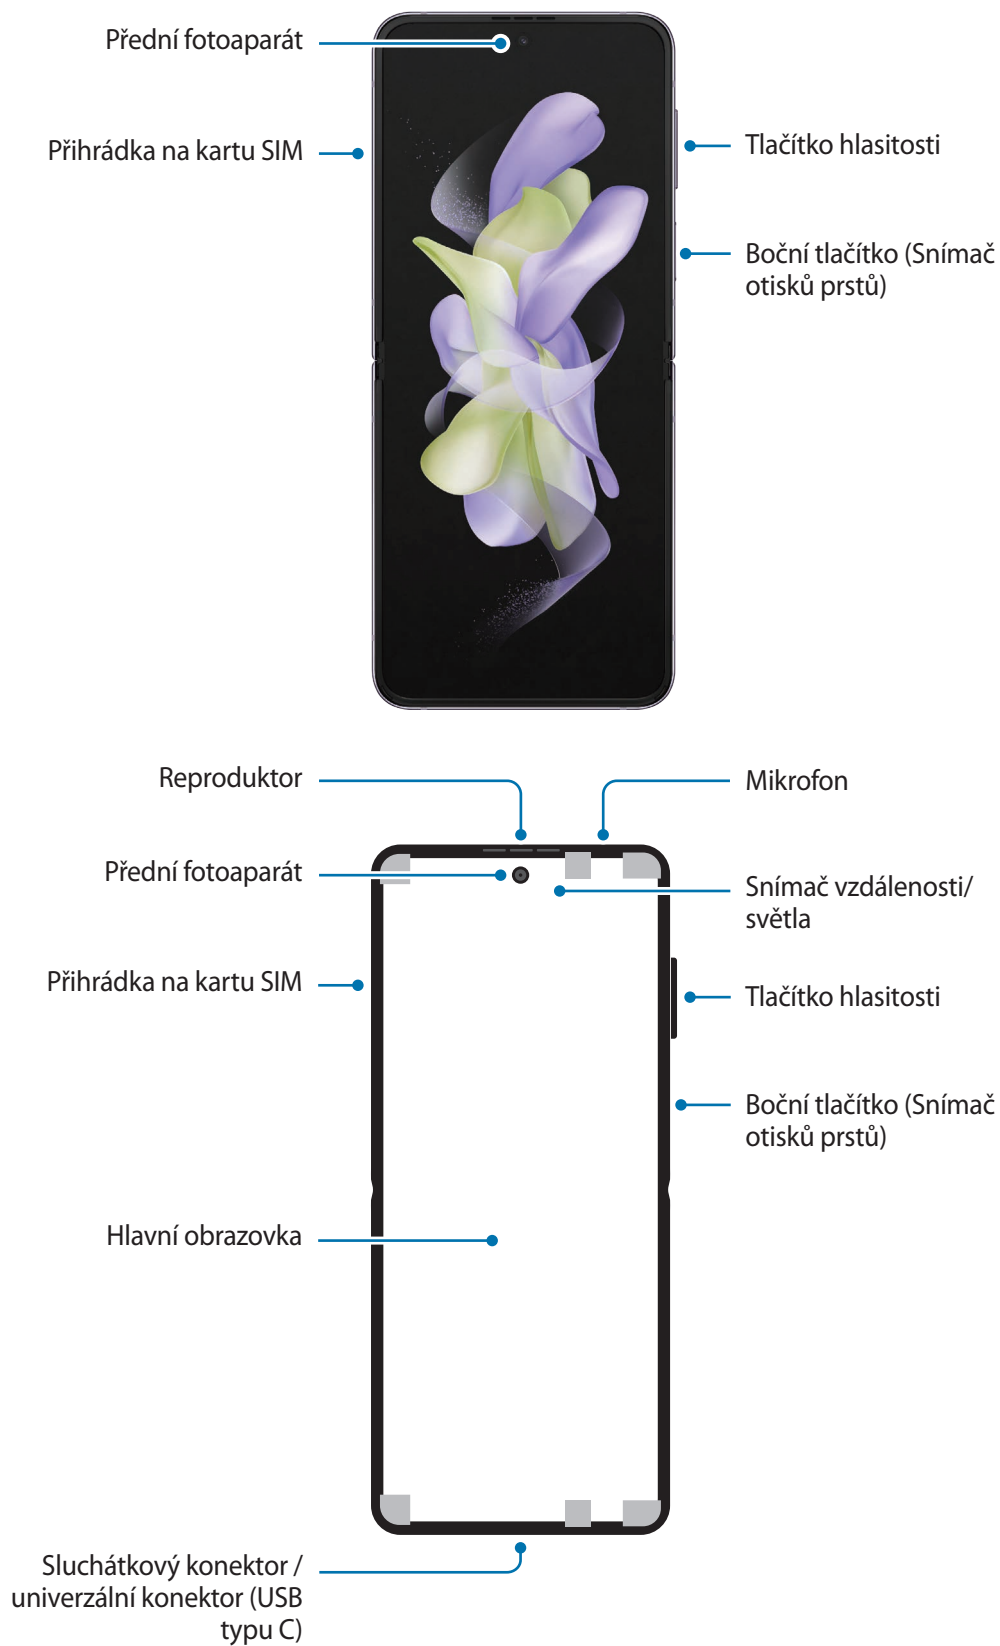 Přední fotoaparát
Přihrádka na kartu SIM
Tlačítko hlasitosti
Boční tlačítko (Snímač
otisků prstů)
Reproduktor
Mikrofon
Přední fotoaparát
Snímač vzdálenosti/
světla
Přihrádka na kartu SIM
Tlačítko hlasitosti
Boční tlačítko (Snímač
otisků prstů)
Hlavní obrazovka
Sluchátkový konektor /
univerzální konektor (USB
typu C)